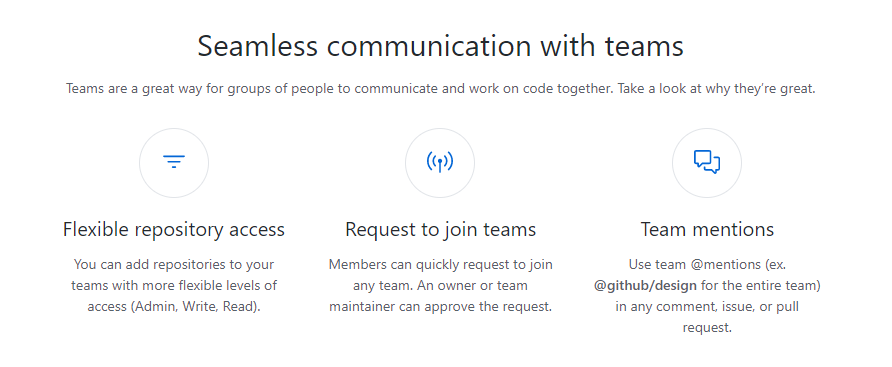 Seamless communication with teams
Teams are a great way for groups of people to communicate and work on code together. Take a look at why they’re great.
Flexible repository access
You can add repositories to your
teams with more flexible levels of
access (Admin, Write, Read).
Request to join teams
Members can quickly request to join
any team. An owner or team
maintainer can approve the request.
Team mentions
Use team @mentions (ex.
@github/design for the entire team)
in any comment, issue, or pull
request.